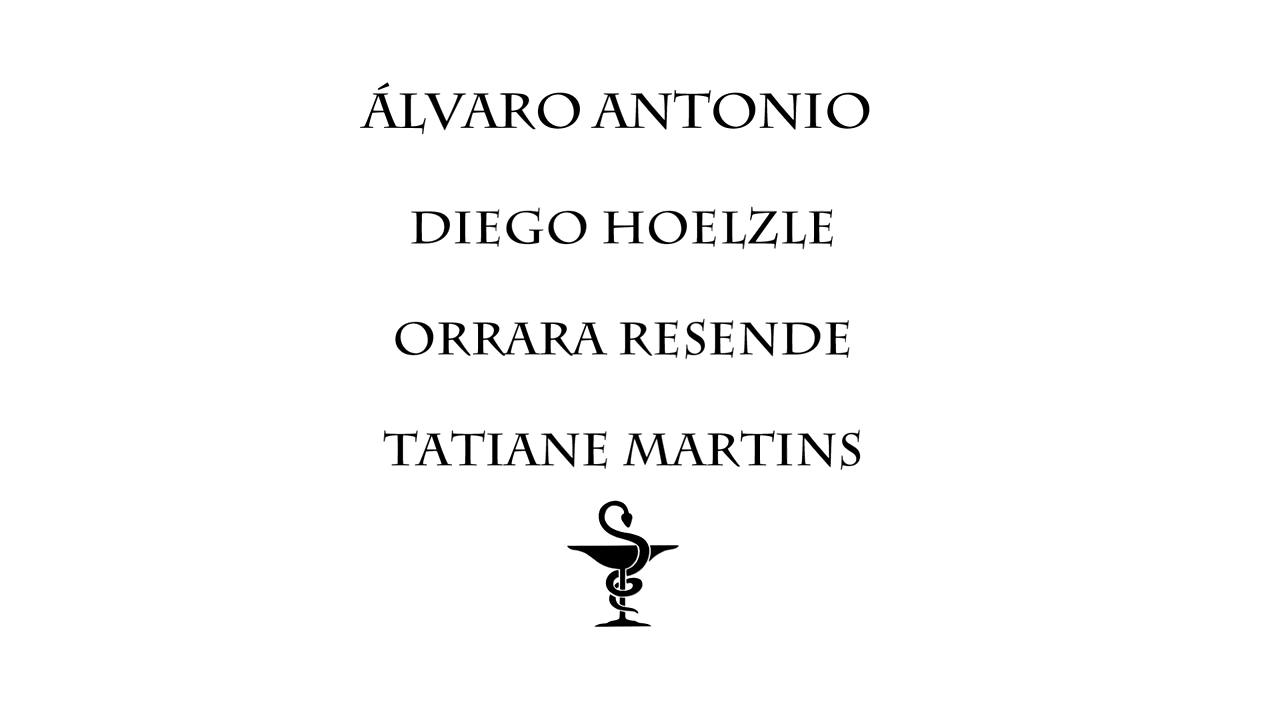 ÁLVARO ANTONIO
DIEGO HOELZLE
ORRARA RESENDE
TATIANE MARTINS